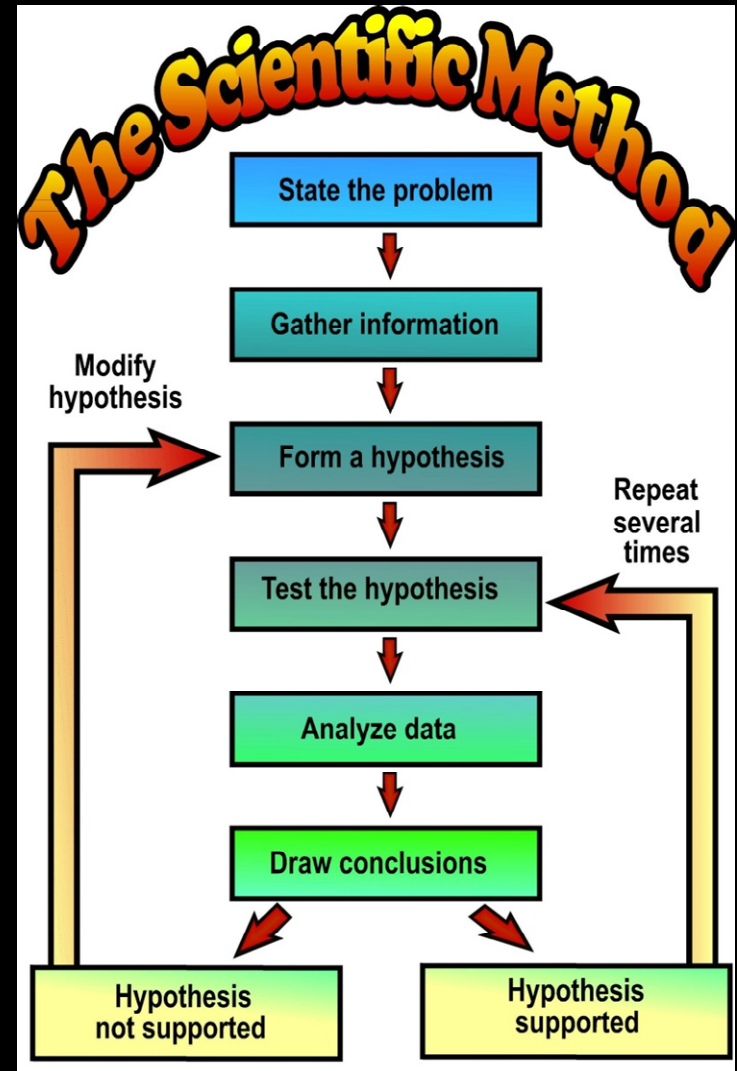 The Scientific Method
State the problem
Gather information
Modify
hypothesis
Form a hypothesis
Repeat
several
times
Test the hypothesis
Analyze data
Draw conclusions
Hypothesis
not supported
Hypothesis
supported